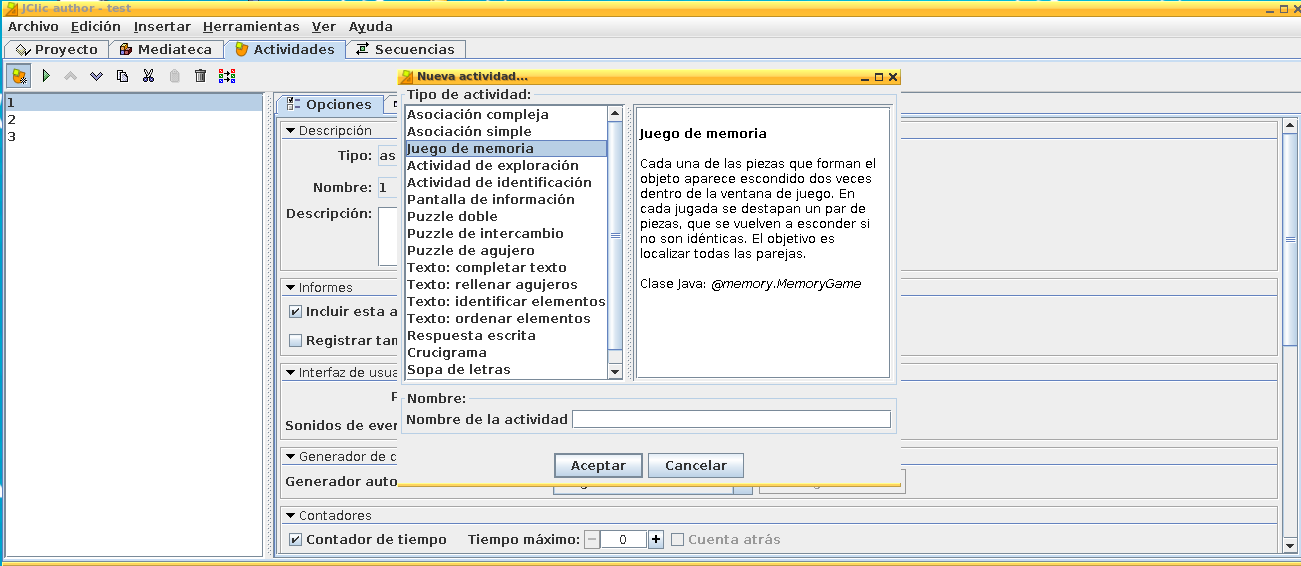 JClic author - test
Archivo Edición Insertar Herramientas Ver Ayuda
Proyecto Mediateca Actividades Secuencias
1
2
3
Opciones
Descripción
Tipo: as
Nombre: 1
Descripción:
Informes
Incluir esta a
Registrar tam
Interfaz de usua
Sonidos de ever
Generador de c
Generador auto
Contadores
Contador de tiempo Tiempo máximo: 0 Cuenta atrás
Nueva actividad...
Tipo de actividad:
Asociación compleja
Asociación simple
Juego de memoria
Actividad de exploración
Actividad de identificación
Pantalla de información
Puzzle doble
Puzzle de intercambio
Puzzle de agujero
Texto: completar texto
Texto: rellenar agujeros
Texto: identificar elementos
Texto: ordenar elementos
Respuesta escrita
Crucigrama
Sopa de letras
Juego de memoria
Cada una de las piezas que forman el
objeto aparece escondido dos veces
dentro de la ventana de juego. En
cada jugada se destapan un par de
piezas, que se vuelven a esconder si
no son idénticas. El objetivo es
localizar todas las parejas.
Clase Java: @memory.MemoryGame
Nombre:
Nombre de la actividad
Aceptar Cancelar